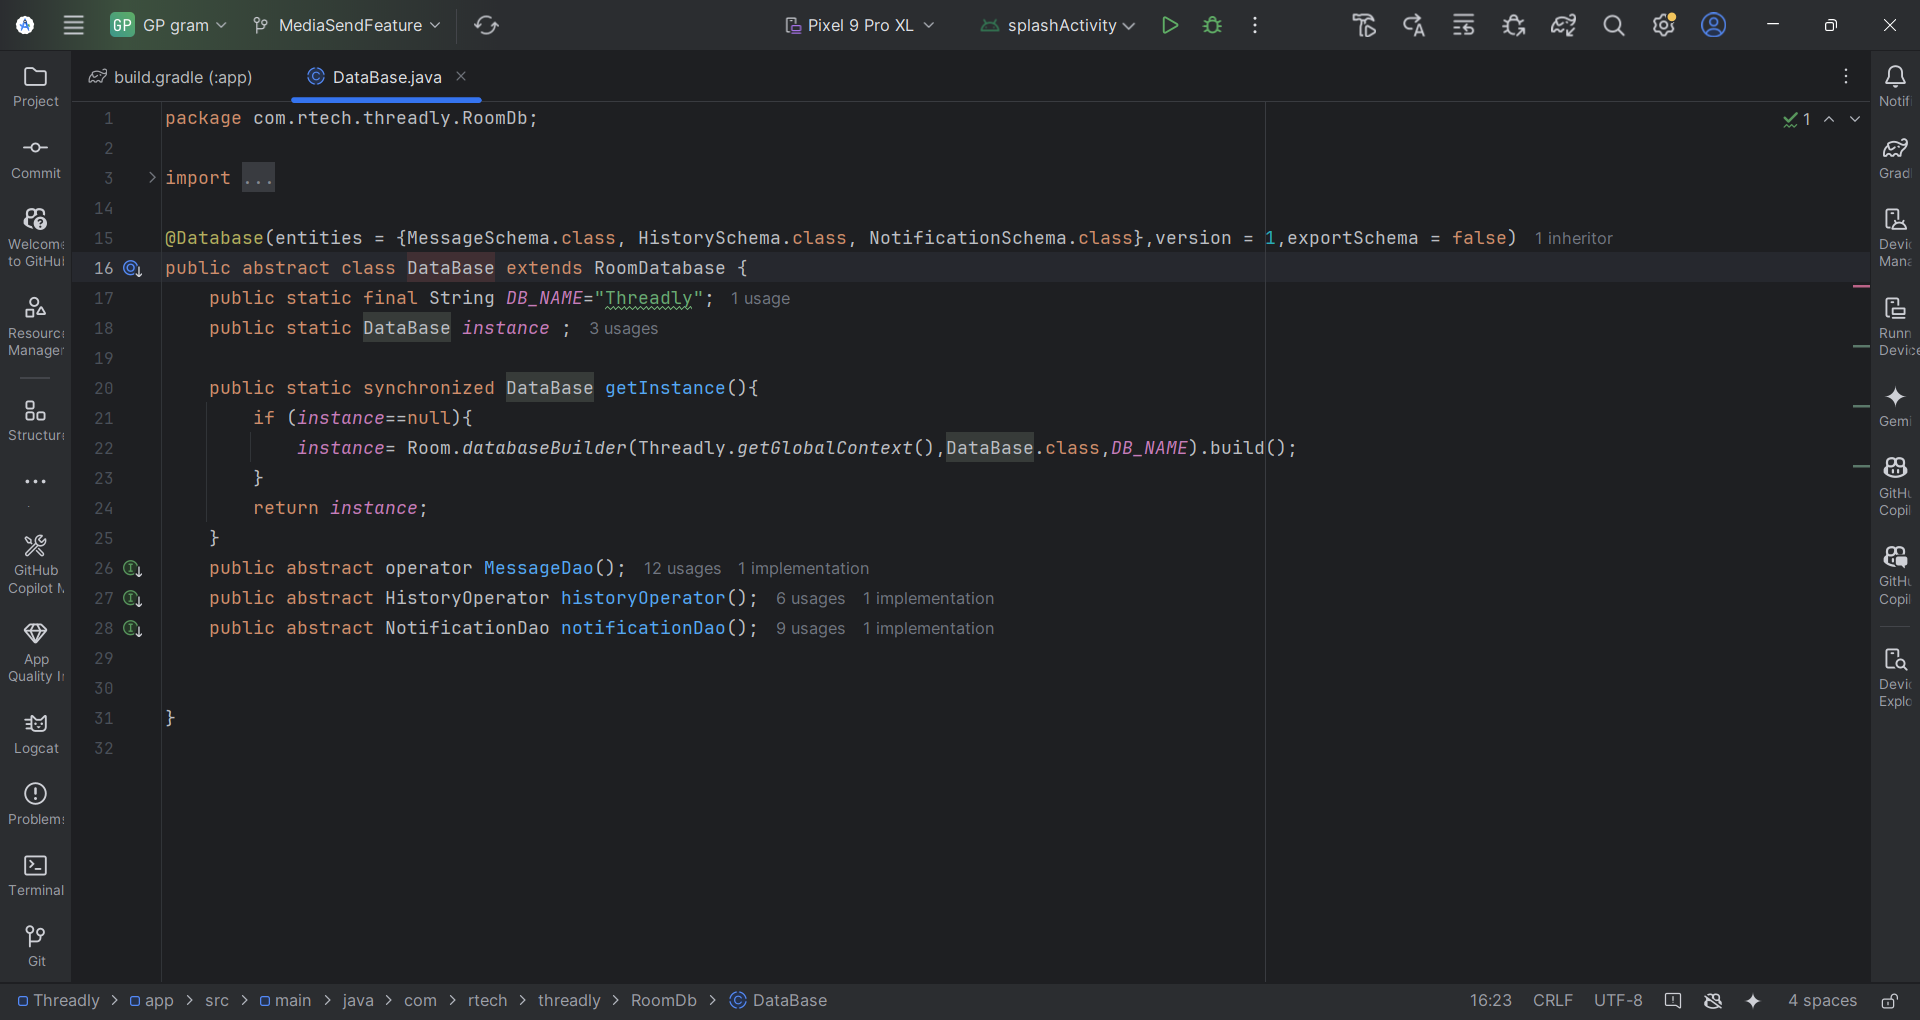 GP GP gram MediaSendFeature Pixel 9 Pro XL splashActivity
build.gradle (:app) DataBase.java
Project
Commit
Welcome
to GitHu
Resourc
Manager
Structur
GitHub
Copilot
App
Quality I
Logcat
Problems
Terminal
Git
1 package com.rtech.threadly.RoomDb; 1
2
3 import ...
14
15 @Database(entities = {MessageSchema.class, HistorySchema.class, NotificationSchema.class},version = 1,exportSchema = false) 1 inheritor
16 public abstract class DataBase extends RoomDatabase {
17 public static final String DB_NAME="Threadly"; 1 usage
18 public static DataBase instance ; 3 usages
19
20 public static synchronized DataBase getInstance(){
21 if (instance==null){
22 instance= Room.databaseBuilder(Threadly.getGlobalContext(),DataBase.class,DB_NAME).build();
23 }
24 return instance;
25 }
26 public abstract operator MessageDao(); 12 usages 1 implementation
27 public abstract HistoryOperator historyOperator(); 6 usages 1 implementation
28 public abstract NotificationDao notificationDao(); 9 usages 1 implementation
29
30
31 }
32
Notifi
Grad
Devi
Mana
Runn
Devic
Gemi
GitHu
Copil
GitHu
Copil
Devi
Explo
Threadly > app > src > main > java > com > rtech > threadly > RoomDb > DataBase 16:23 CRLF UTF-8 4 spaces